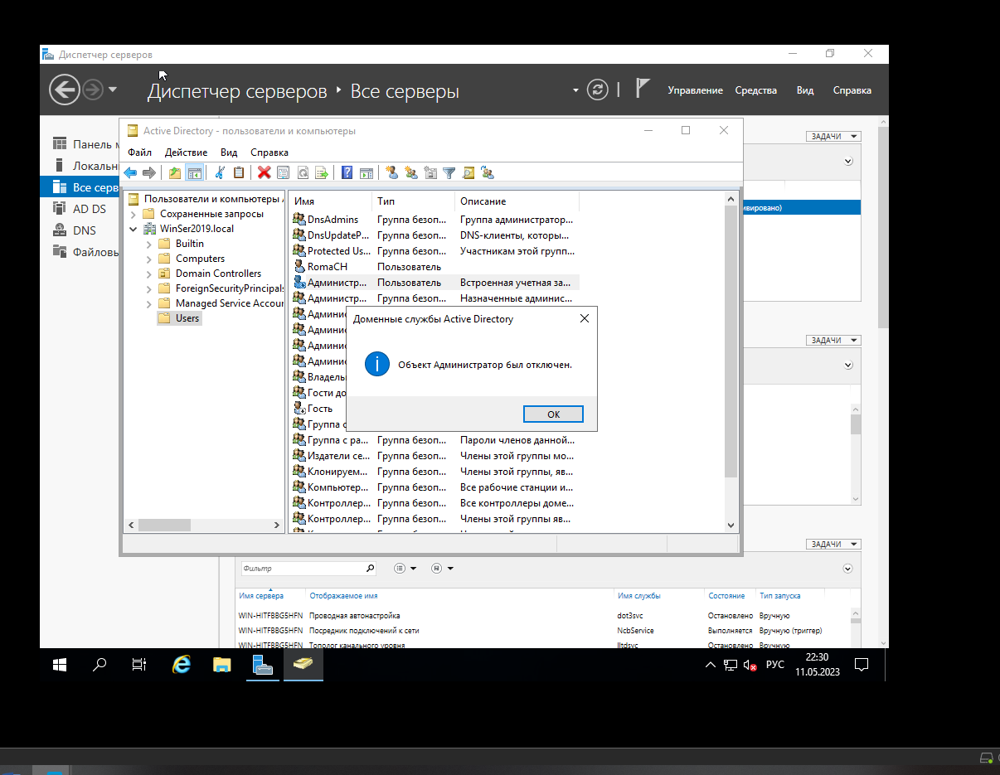 Диспетчер серверов
Диспетчер серверов ‣ Все серверы
Управление Средства Вид Справка
Панель
Локальн
Все серв
AD DS
DNS
Файловы
ЗАДАЧИ
ивировано)
ЗАДАЧИ
ЗАДАЧИ
Active Directory - пользователи и компьютеры
Файл Действие Вид Справка
Пользователи и компьютеры
Сохраненные запросы
WinSer2019.local
Builtin
Computers
Domain Controllers
ForeignSecurityPrincipals
Managed Service Accour
Users
Имя Тип Описание
DnsAdmins Группа безоп... Группа администратор...
DnsUpdateP... Группа безоп... DNS-клиенты, которы...
Protected Us... Группа безоп... Участникам этой групп...
RomaCH Пользователь
Администр... Пользователь Встроенная учетная за...
Администр... Группа безоп... Назначенные админис...
Админис
Админис
Админис
Админис
Владель
Гости до
Гость
Группа с
Группа с ра... Группа безоп... Пароли членов данной...
Издатели се... Группа безоп... Члены этой группы мо...
Клонируем... Группа безоп... Члены этой группы, яв...
Компьютер... Группа безоп... Все рабочие станции и...
Контроллер... Группа безоп... Все контроллеры доме...
Контроллер... Группа безоп... Члены этой группы яв...
Доменные службы Active Directory
Объект Администратор был отключен.
ОК
Фильтр
Имя сервера Отображаемое имя Имя службы Состояние Тип запуска
WIN-HITFBBG5HFN Проводная автонастройка dot3svc Остановлено Вручную
WIN-HITFBBG5HFN Посредник подключений к сети NcbService Выполняется Вручную (триггер)
WIN-HITFBBG5HFN Тополог канального уровня lltdsvc Остановлено Вручную
РУС
22:30
11.05.2023